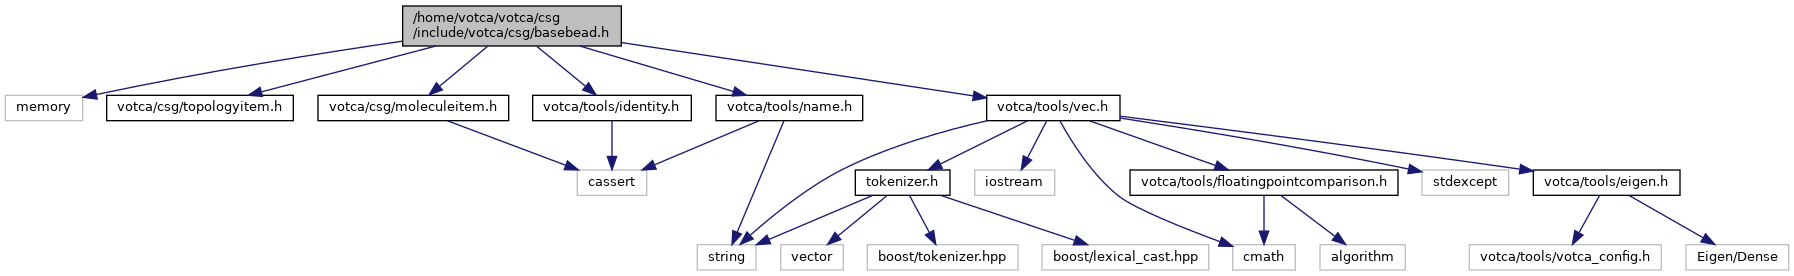 /home/votca/votca/csg
/include/votca/csg/basebead.h
memory
votca/csg/topologyitem.h
votca/csg/moleculeitem.h
votca/tools/identity.h
votca/tools/name.h
votca/tools/vec.h
cassert
tokenizer.h
iostream
votca/tools/floatingpointcomparison.h
stdexcept
votca/tools/eigen.h
string
vector
boost/tokenizer.hpp
boost/lexical_cast.hpp
cmath
algorithm
votca/tools/votca_config.h
Eigen/Dense